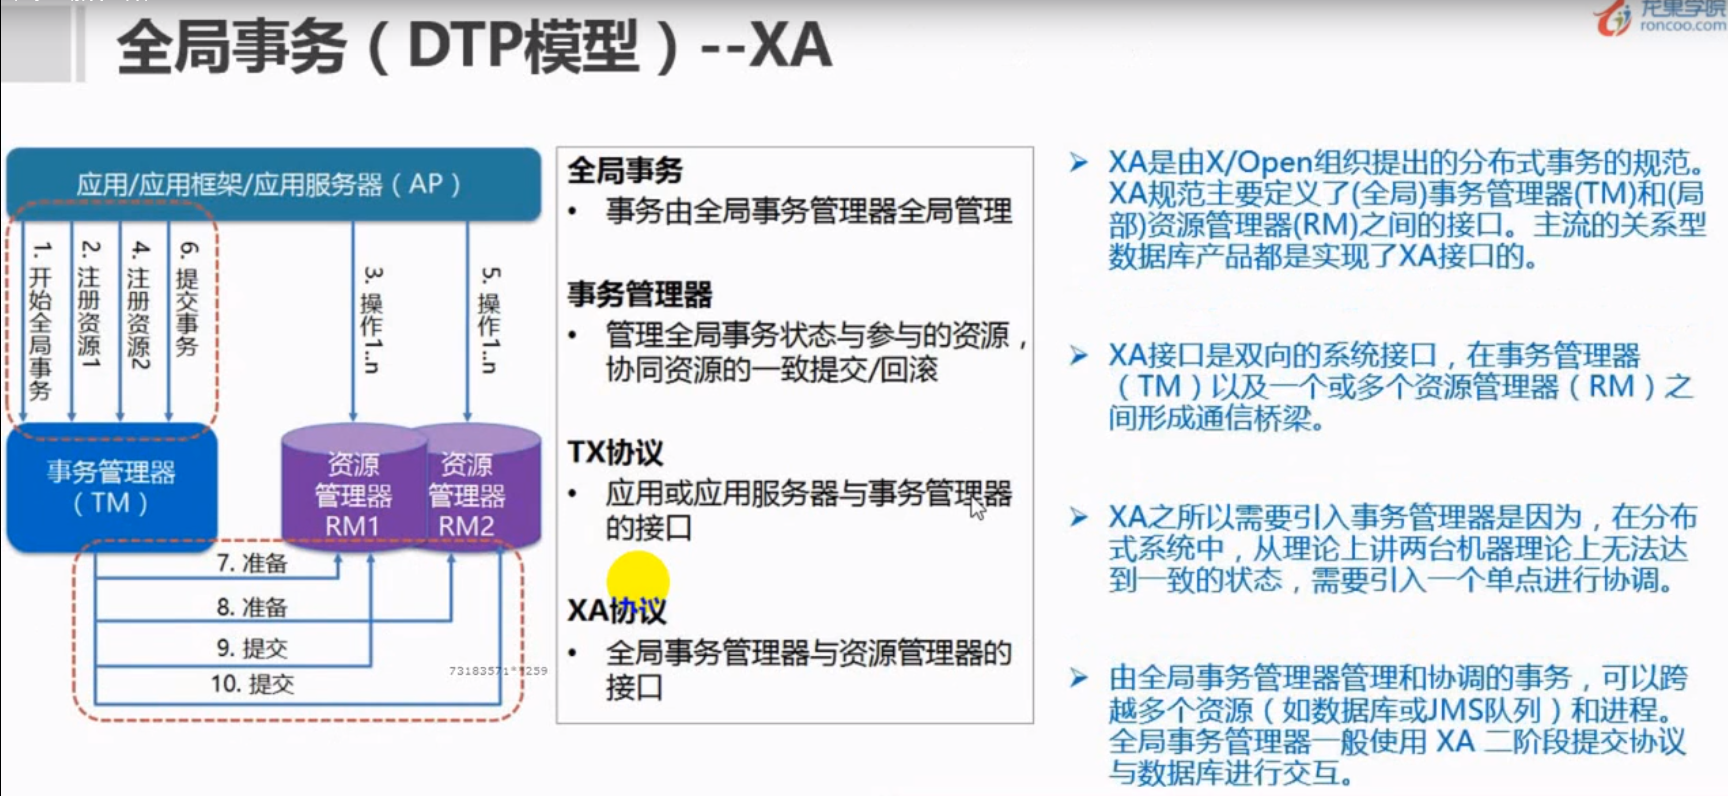 全局事务（DTP模型）--XA
龙果学院
roncoo.com
应用/应用框架/应用服务器（AP）
1. 开始全局事务
2. 注册资源1
4. 注册资源2
6. 提交事务
3. 操作1..n
5. 操作1..n
事务管理器
（TM）
资源
管理器
RM1
资源
管理器
RM2
7. 准备
8. 准备
9. 提交
10. 提交
全局事务
• 事务由全局事务管理器全局管理
事务管理器
• 管理全局事务状态与参与的资源，
协同资源的一致提交/回滚
TX协议
• 应用或应用服务器与事务管理器
的接口
XA协议
• 全局事务管理器与资源管理器的
接口
➢ XA是由X/Open组织提出的分布式事务的规范。
XA规范主要定义了(全局)事务管理器(TM)和(局
部)资源管理器(RM)之间的接口。主流的关系型
数据库产品都是实现了XA接口的。
➢ XA接口是双向的系统接口，在事务管理器
（TM）以及一个或多个资源管理器（RM）之
间形成通信桥梁。
➢ XA之所以需要引入事务管理器是因为，在分布
式系统中，从理论上讲两台机器理论上无法达
到一致的状态，需要引入一个单点进行协调。
➢ 由全局事务管理器管理和协调的事务，可以跨
越多个资源（如数据库或JMS队列）和进程。
全局事务管理器一般使用 XA 二阶段提交协议
与数据库进行交互。